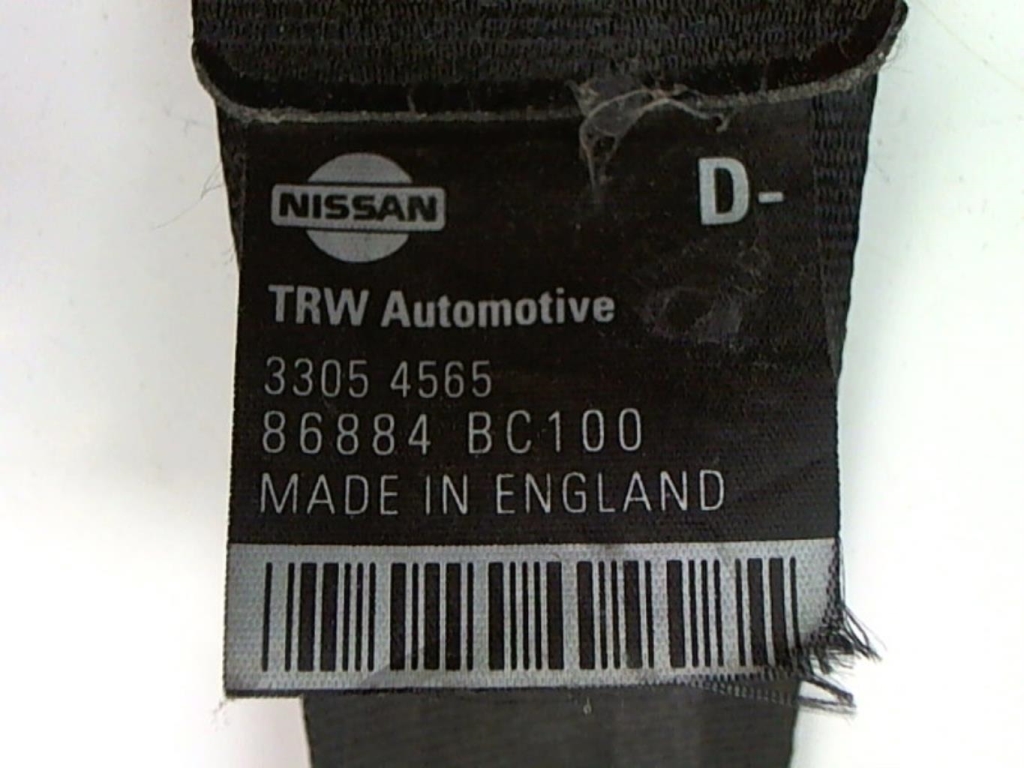 NISSAN
D-
TRW Automotive
3305 4565
86884 BC100
MADE IN ENGLAND